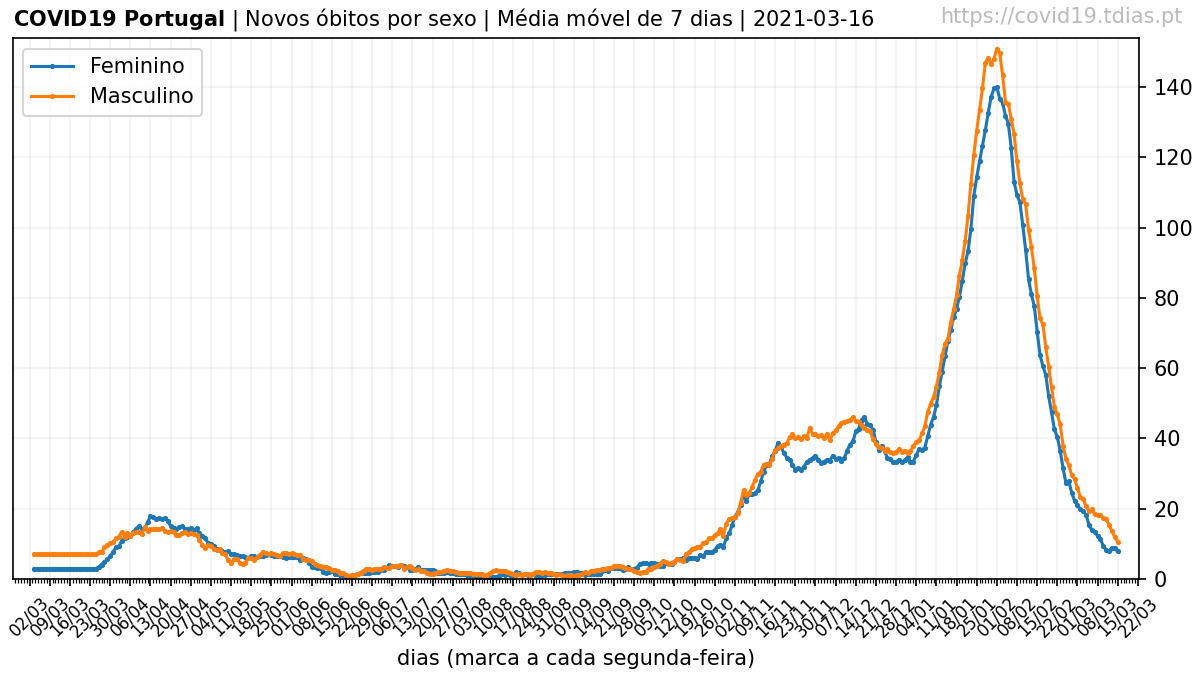 COVID19 Portugal | Novos óbitos por sexo | Média móvel de 7 dias | 2021-03-16
https://covid19.tdias.pt
Feminino
Masculino
140
120
100
80
60
40
20
0
02/03 09/03 16/03 23/03 30/03 06/04 13/04 20/04 27/04 04/05 11/05 18/05 25/05 01/06 08/06 15/06 22/06 29/06 06/07 13/07 20/07 27/07 03/08 10/08 17/08 24/08 31/08 07/09 14/09 21/09 28/09 05/10 12/10 19/10 26/10 02/11 09/11 16/11 23/11 30/11 07/12 14/12 21/12 28/12 04/01 11/01 18/01 25/01 01/02 08/02 15/02 22/02 01/03 08/03 15/03 22/03
dias (marca a cada segunda-feira)